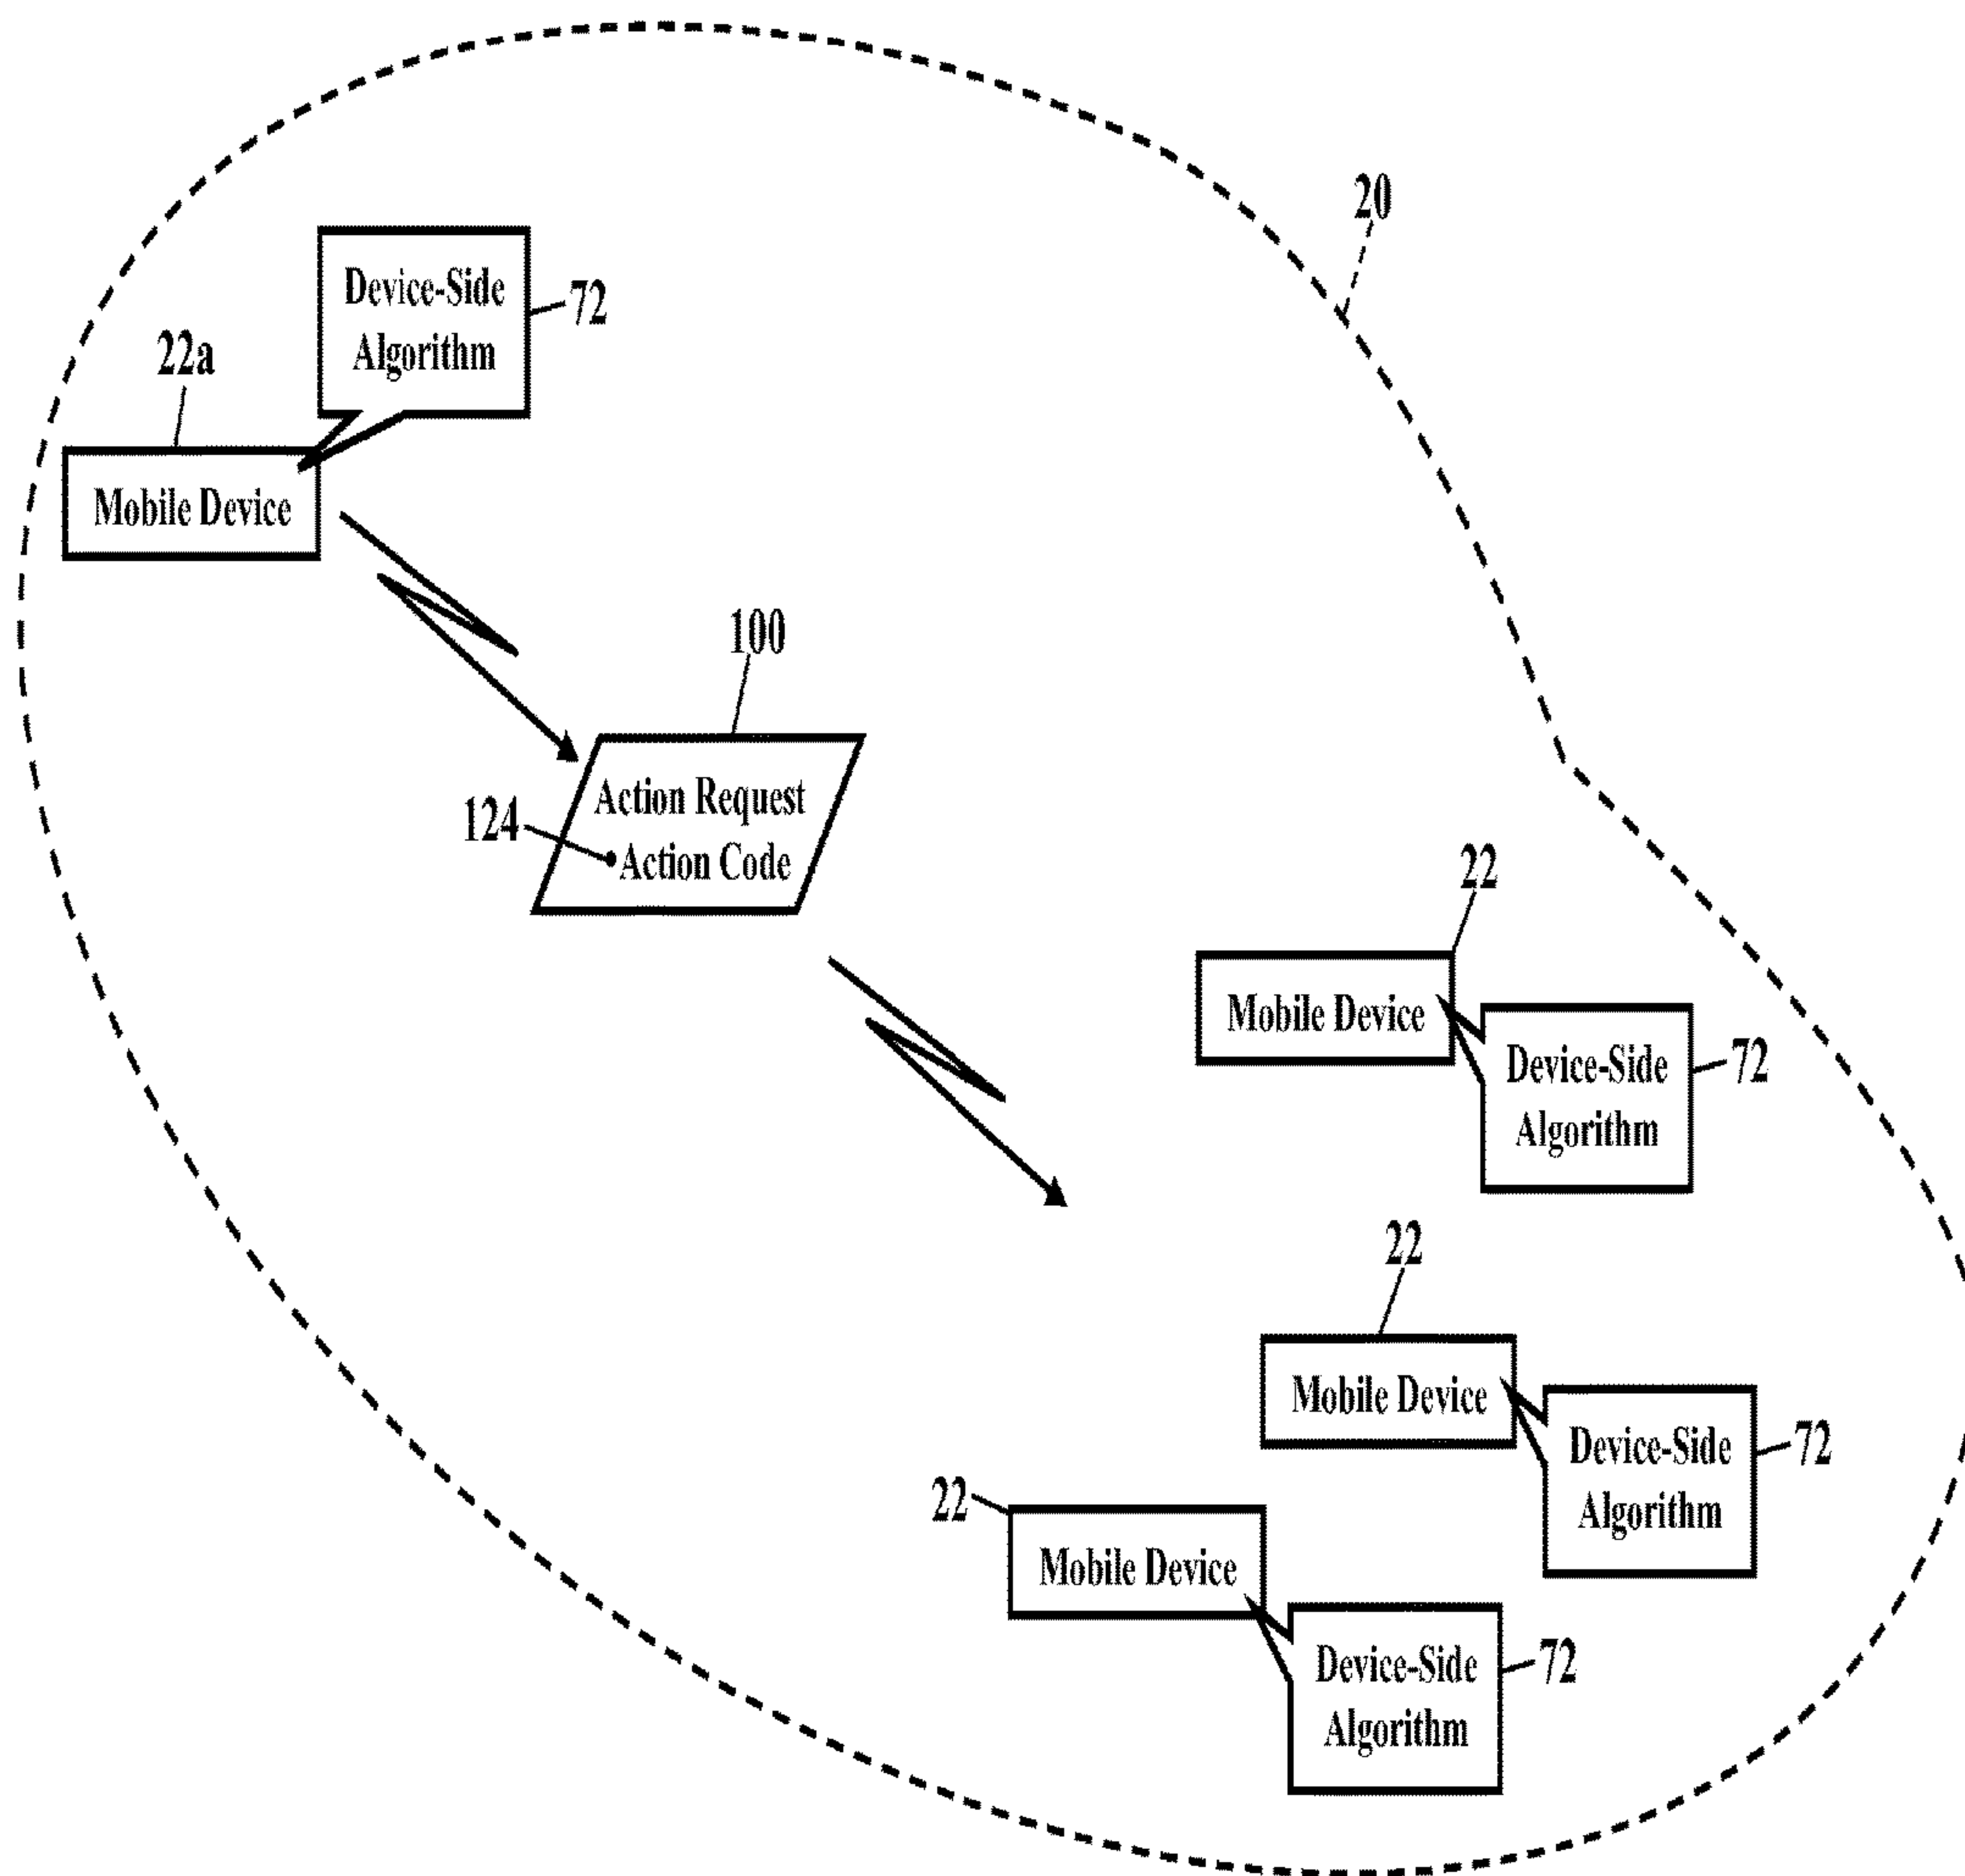 20
Device-Side
Algorithm
72
22a
Mobile Device
100
Action Request
124
Action Code
22
Mobile Device
Device-Side
Algorithm
72
22
Mobile Device
Device-Side
Algorithm
72
22
Mobile Device
Device-Side
Algorithm
72